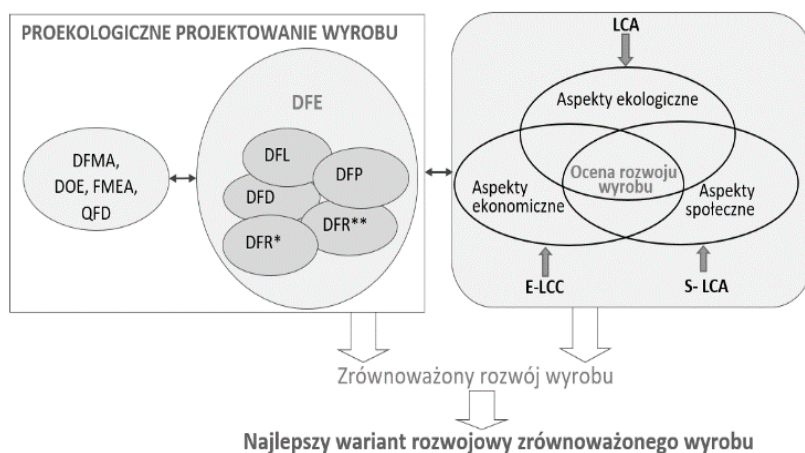 PROEKOLOGICZNE PROJEKTOWANIE WYROBU
DFE
DFMA,
DOE, FMEA,
QFD
DFL
DFP
DFD
DFR**
DFR*
LCA
Aspekty ekologiczne
Ocena rozwoju
wyrobu
Aspekty
ekonomiczne
Aspekty
społeczne
E-LCC
S- LCA
Zrównoważony rozwój wyrobu
Najlepszy wariant rozwojowy zrównoważonego wyrobu